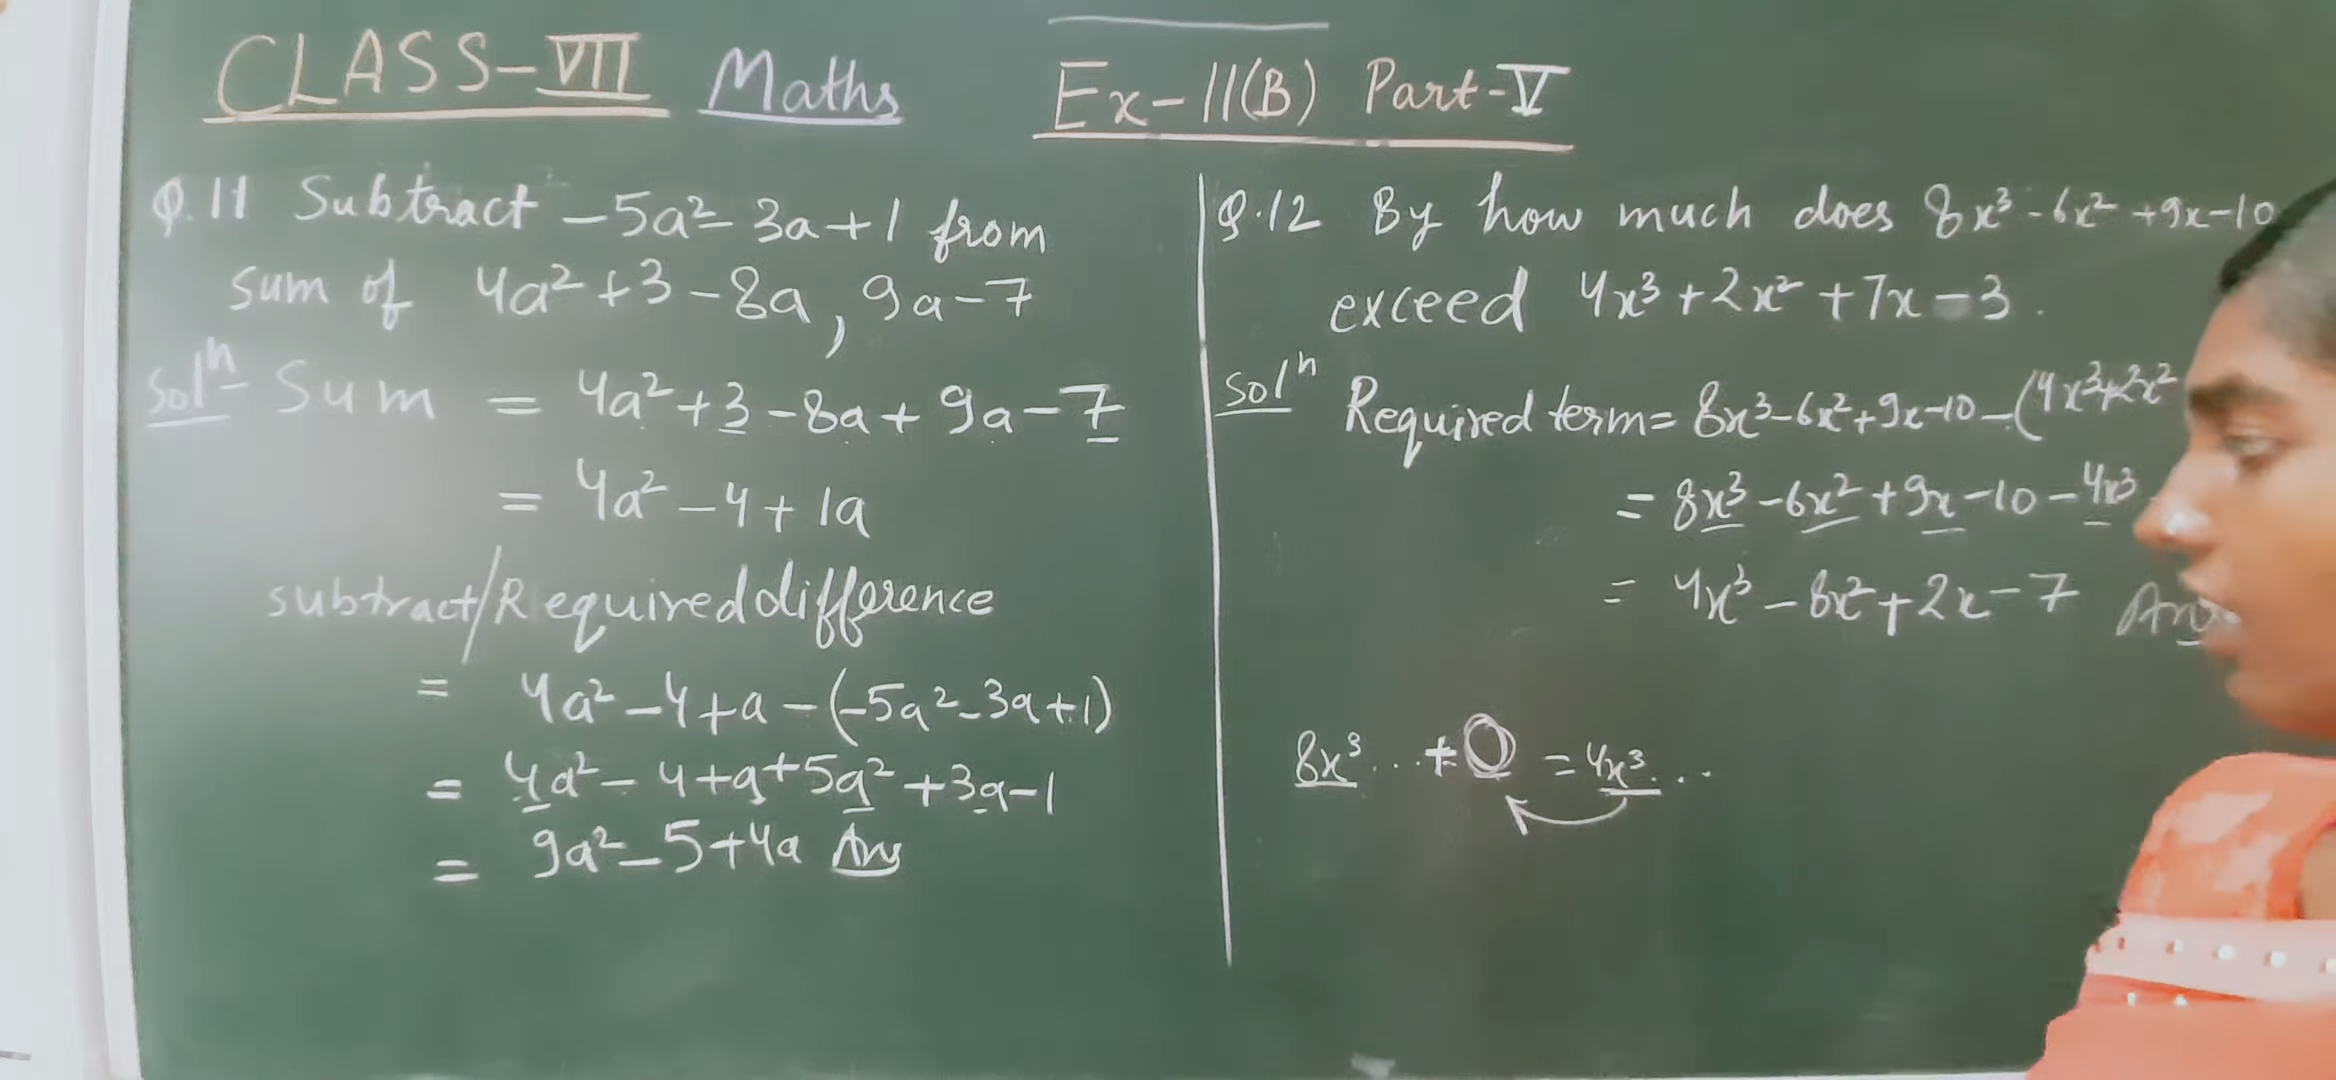 CLASS-VII Maths Ex-11(B) Part-V
Q.11 Subtract -5a²-3a+1 from
sum of 4a²+3-8a, 9a-7
Solⁿ Sum = 4a²+3-8a+9a-7
= 4a²-4+1a
subtract/Required difference
= 4a²-4+a-(-5a²-3a+1)
= 4a²-4+a+5a²+3a-1
= 9a²-5+4a Ans
Q.12 By how much does 8x³-6x²+9x-10
exceed 4x³+2x²+7x-3.
Solⁿ Required term= 8x³-6x²+9x-10-(4x³+2x²
= 8x³-6x²+9x-10-4x³
= 4x³-8x²+2x-7 Ans
8x³...+O=4x³...